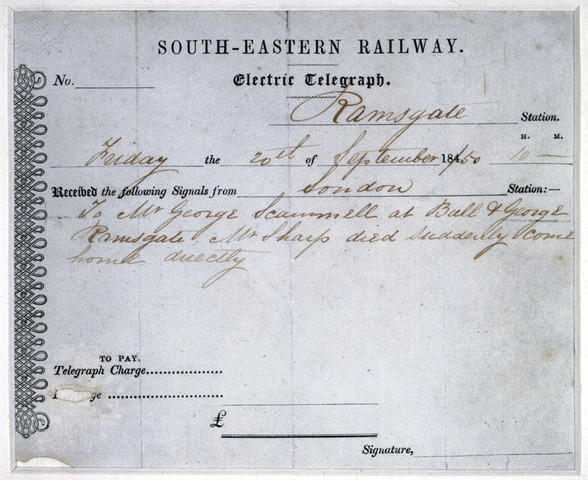 SOUTH-EASTERN RAILWAY.
No.
Electric Telegraph.
Ramsgate Station.
H. M.
Friday the 20th of September 1850 10 —
Received the following Signals from London Station:—
To Mr George Scammell at Bull & George
Ramsgate. Mr Sharp died suddenly come
home directly
TO PAY.
Telegraph Charge
£
Signature,